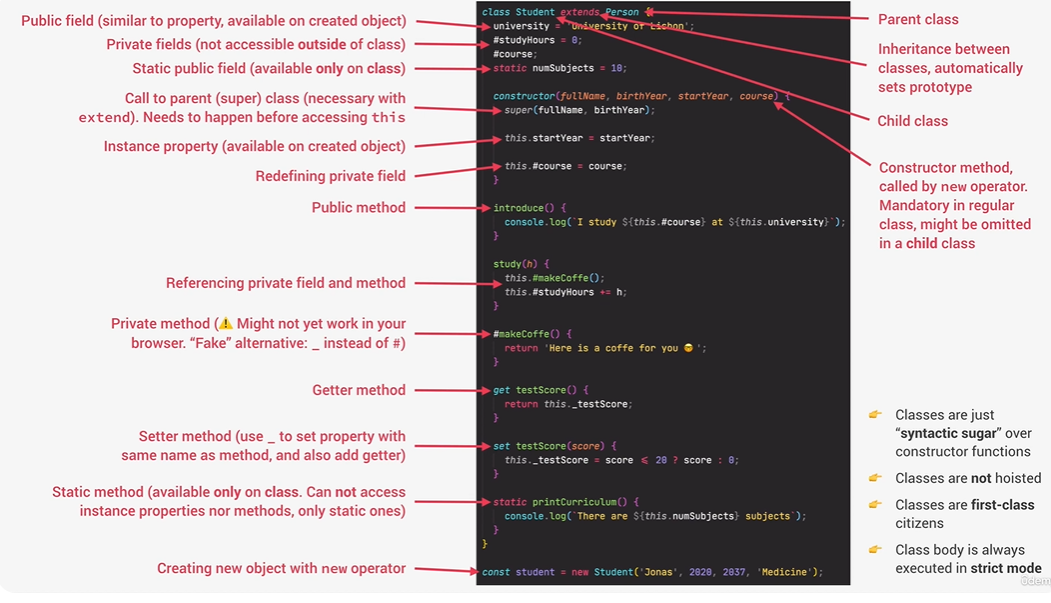 Public field (similar to property, available on created object)
Private fields (not accessible outside of class)
Static public field (available only on class)
Call to parent (super) class (necessary with
extend). Needs to happen before accessing this
Instance property (available on created object)
Redefining private field
Public method
Referencing private field and method
Private method (⚠️ Might not yet work in your
browser. “Fake” alternative: _ instead of #)
Getter method
Setter method (use _ to set property with
same name as method, and also add getter)
Static method (available only on class. Can not access
instance properties nor methods, only static ones)
Creating new object with new operator
class Student extends Person {
university = 'University of Lisbon';
#studyHours = 0;
#course;
static numSubjects = 10;
constructor(fullName, birthYear, startYear, course) {
super(fullName, birthYear);
this.startYear = startYear;
this.#course = course;
}
introduce() {
console.log(`I study ${this.#course} at ${this.university}`);
}
study(h) {
this.#makeCoffe();
this.#studyHours += h;
}
#makeCoffe() {
return 'Here is a coffe for you 😎';
}
get testScore() {
return this._testScore;
}
set testScore(score) {
this._testScore = score ≤ 20 ? score : 0;
}
static printCurriculum() {
console.log(`There are ${this.numSubjects} subjects`);
}
}
const student = new Student('Jonas', 2020, 2037, 'Medicine');
Parent class
Inheritance between
classes, automatically
sets prototype
Child class
Constructor method,
called by new operator.
Mandatory in regular
class, might be omitted
in a child class
👉 Classes are just
“syntactic sugar” over
constructor functions
👉 Classes are not hoisted
👉 Classes are first-class
citizens
👉 Class body is always
executed in strict mode